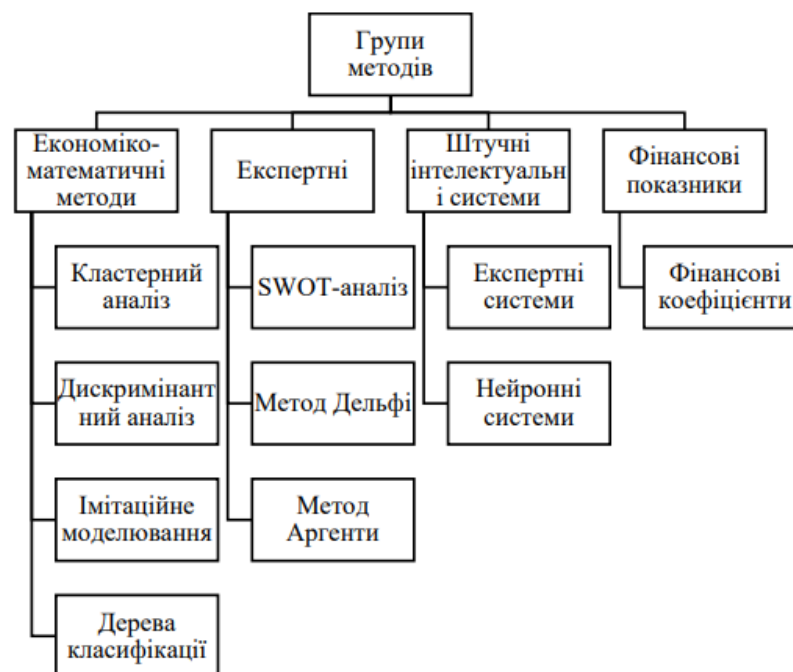 Групи
методів
Економіко-
математичні
методи
Експертні
Штучні
інтелектуальн
і системи
Фінансові
показники
Кластерний
аналіз
SWOT-аналіз
Експертні
системи
Фінансові
коефіцієнти
Дискримінант
ний аналіз
Метод Дельфі
Нейронні
системи
Імітаційне
моделювання
Метод
Аргенти
Дерева
класифікації